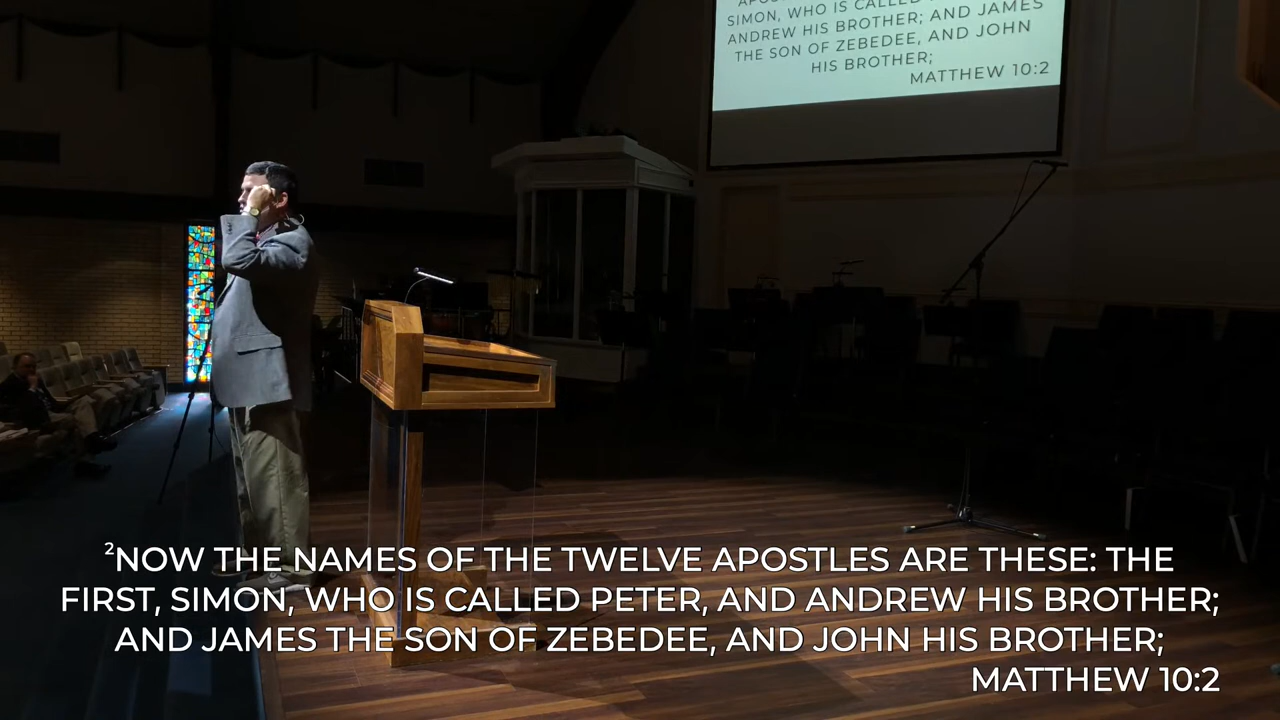 SIMON, WHO IS CALLED
ANDREW HIS BROTHER; AND JAMES
THE SON OF ZEBEDEE, AND JOHN
HIS BROTHER;
MATTHEW 10:2
²NOW THE NAMES OF THE TWELVE APOSTLES ARE THESE: THE
FIRST, SIMON, WHO IS CALLED PETER, AND ANDREW HIS BROTHER;
AND JAMES THE SON OF ZEBEDEE, AND JOHN HIS BROTHER;
MATTHEW 10:2